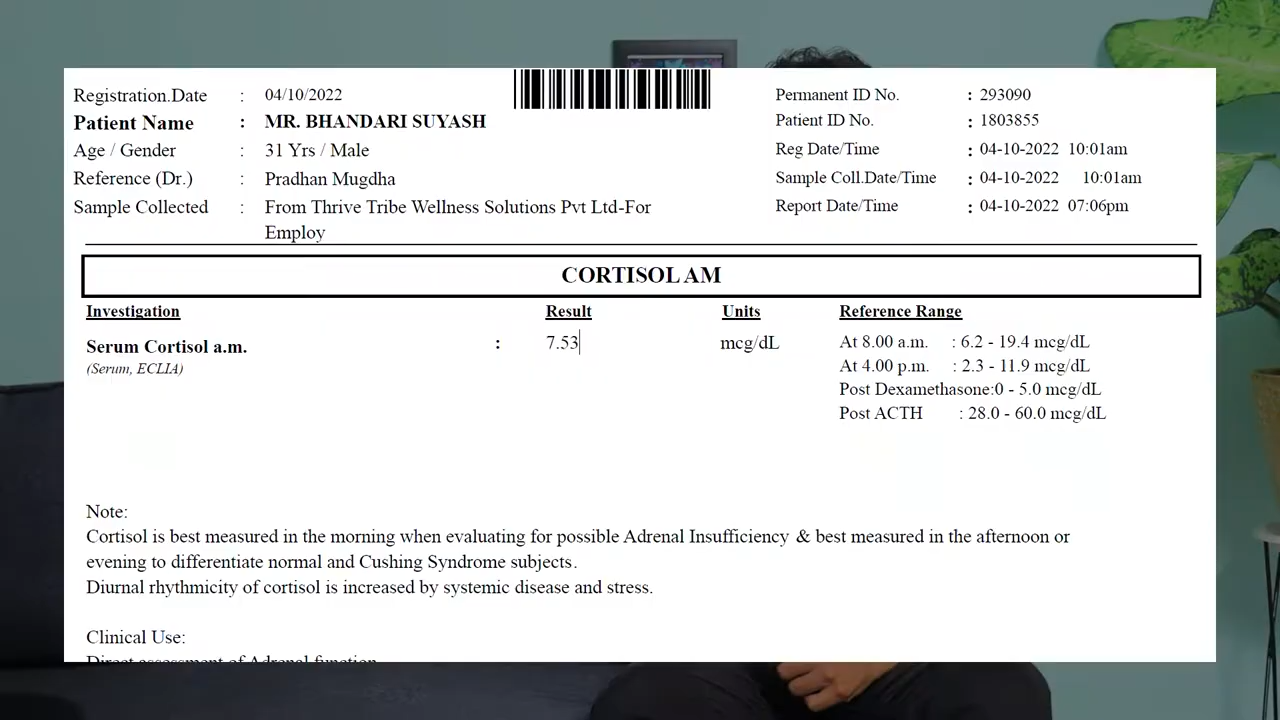 Registration.Date : 04/10/2022
Patient Name : MR. BHANDARI SUYASH
Age / Gender : 31 Yrs / Male
Reference (Dr.) : Pradhan Mugdha
Sample Collected : From Thrive Tribe Wellness Solutions Pvt Ltd-For
Employ
Permanent ID No. : 293090
Patient ID No. : 1803855
Reg Date/Time : 04-10-2022 10:01am
Sample Coll.Date/Time : 04-10-2022 10:01am
Report Date/Time : 04-10-2022 07:06pm
CORTISOL AM
Investigation Result Units Reference Range
Serum Cortisol a.m. : 7.53 mcg/dL At 8.00 a.m. : 6.2 - 19.4 mcg/dL
(Serum, ECLIA) At 4.00 p.m. : 2.3 - 11.9 mcg/dL
Post Dexamethasone:0 - 5.0 mcg/dL
Post ACTH : 28.0 - 60.0 mcg/dL
Note:
Cortisol is best measured in the morning when evaluating for possible Adrenal Insufficiency & best measured in the afternoon or
evening to differentiate normal and Cushing Syndrome subjects.
Diurnal rhythmicity of cortisol is increased by systemic disease and stress.
Clinical Use:
Direct assessment of Adrenal function